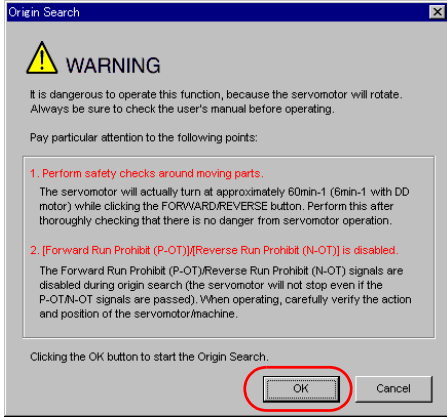 Origin Search
WARNING
It is dangerous to operate this function, because the servomotor will rotate.
Always be sure to check the user's manual before operating.
Pay particular attention to the following points:
1. Perform safety checks around moving parts.
The servomotor will actually turn at approximately 60min-1 (6min-1 with DD
motor) while clicking the FORWARD/REVERSE button. Perform this after
thoroughly checking that there is no danger from servomotor operation.
2. [Forward Run Prohibit (P-OT)]/[Reverse Run Prohibit (N-OT)] is disabled.
The Forward Run Prohibit (P-OT)/Reverse Run Prohibit (N-OT) signals are
disabled during origin search (the servomotor will not stop even if the
P-OT/N-OT signals are passed). When operating, carefully verify the action
and position of the servomotor/machine.
Clicking the OK button to start the Origin Search.
OK
Cancel